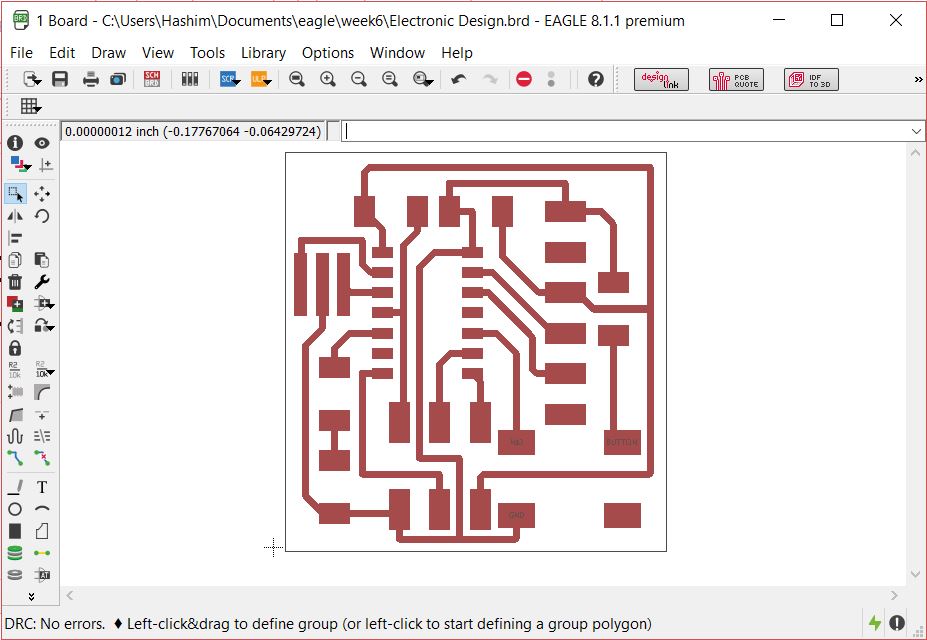 1 Board - C:\Users\Hashim\Documents\eagle\week6\Electronic Design.brd - EAGLE 8.1.1 premium
File Edit Draw View Tools Library Options Window Help
SCH
BRD
SCR
ULP
design
link
PCB
QUOTE
IDF
TO 3D
»
0.00000012 inch (-0.17767064 -0.06429724)
R2
10k
R2
10k
T
BUTTON
GND
DRC: No errors. ♦ Left-click&drag to define group (or left-click to start defining a group polygon)